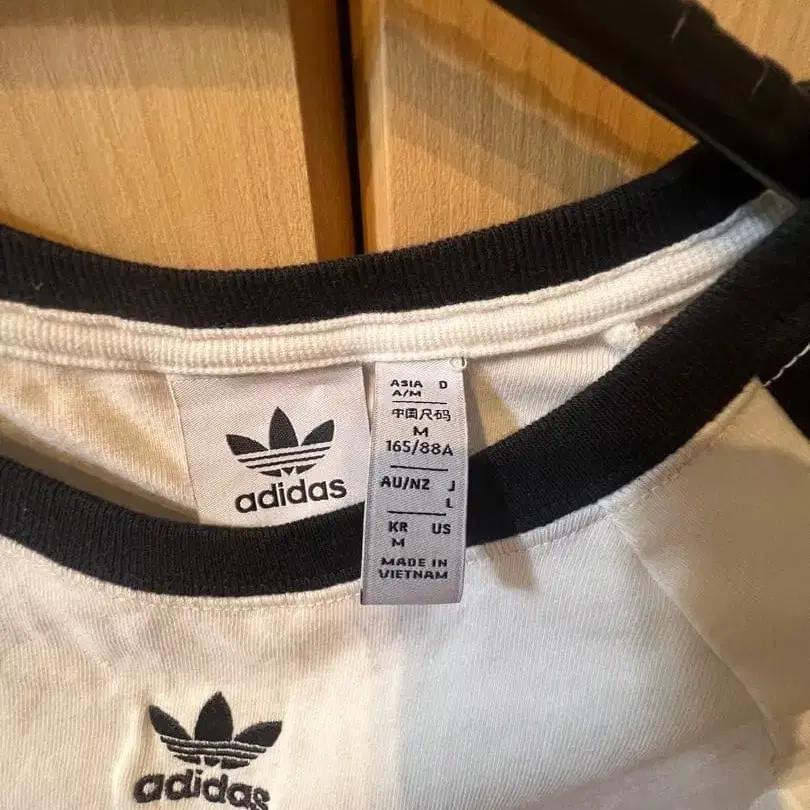 adidas
ASIA D
A/M
中国尺码
M
165/88A
AU/NZ J
L
KR US
M
MADE IN
VIETNAM
adidas